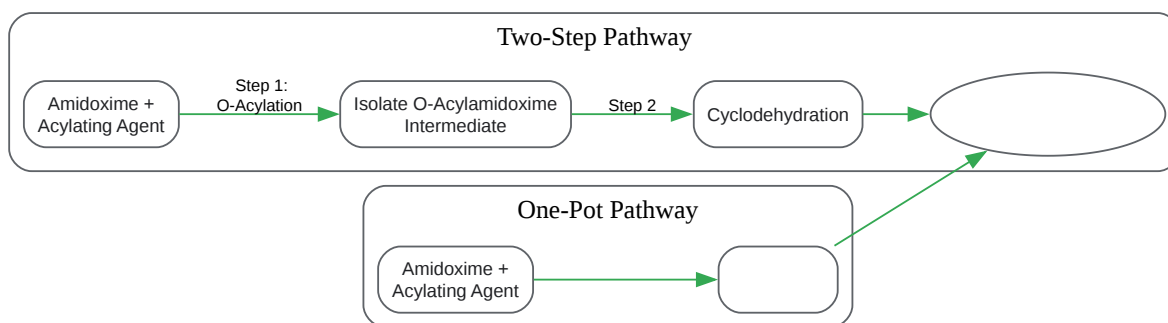 Two-Step Pathway
Amidoxime +
Acylating Agent
Step 1:
O-Acylation
Isolate O-Acylamidoxime
Intermediate
Step 2
Cyclodehydration
One-Pot Pathway
Amidoxime +
Acylating Agent